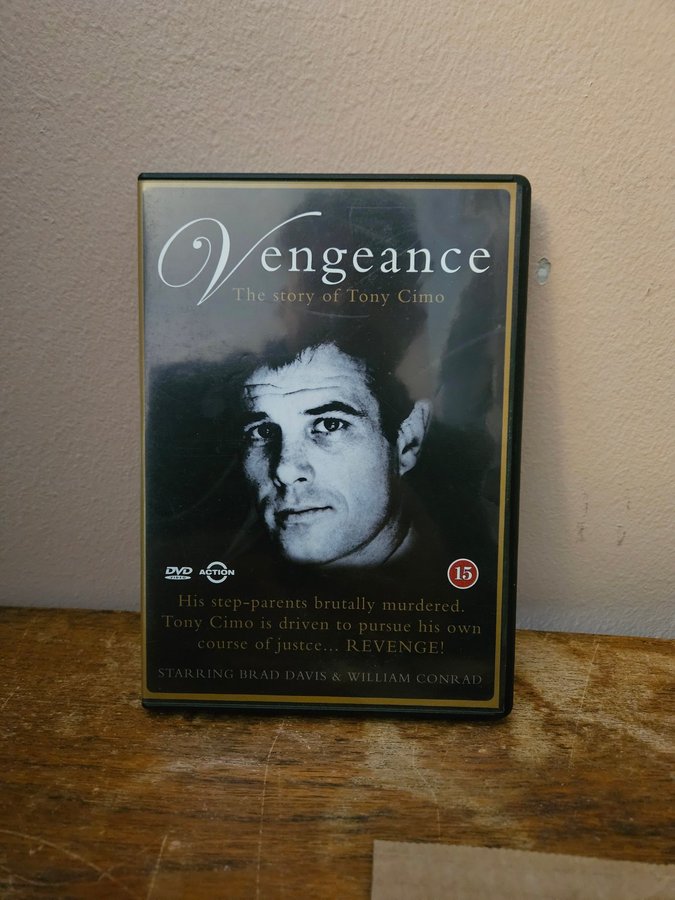 Vengeance
The story of Tony Cimo
DVD
VIDEO
ACTION
15
His step-parents brutally murdered.
Tony Cimo is driven to pursue his own
course of justce... REVENGE!
STARRING BRAD DAVIS & WILLIAM CONRAD